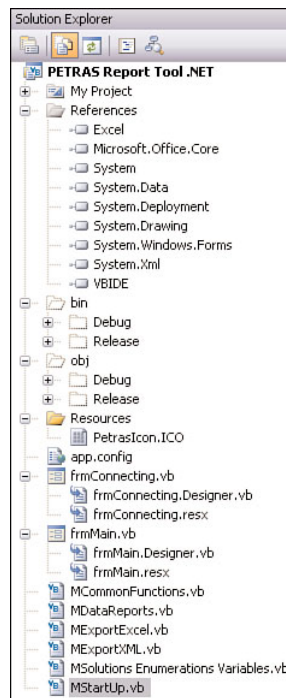 Solution Explorer
PETRAS Report Tool .NET
My Project
References
Excel
Microsoft.Office.Core
System
System.Data
System.Deployment
System.Drawing
System.Windows.Forms
System.Xml
VBIDE
bin
Debug
Release
obj
Debug
Release
Resources
PetrasIcon.ICO
app.config
frmConnecting.vb
frmConnecting.Designer.vb
frmConnecting.resx
frmMain.vb
frmMain.Designer.vb
frmMain.resx
MCommonFunctions.vb
MDataReports.vb
MExportExcel.vb
MExportXML.vb
MSolutions Enumerations Variables.vb
MStartUp.vb